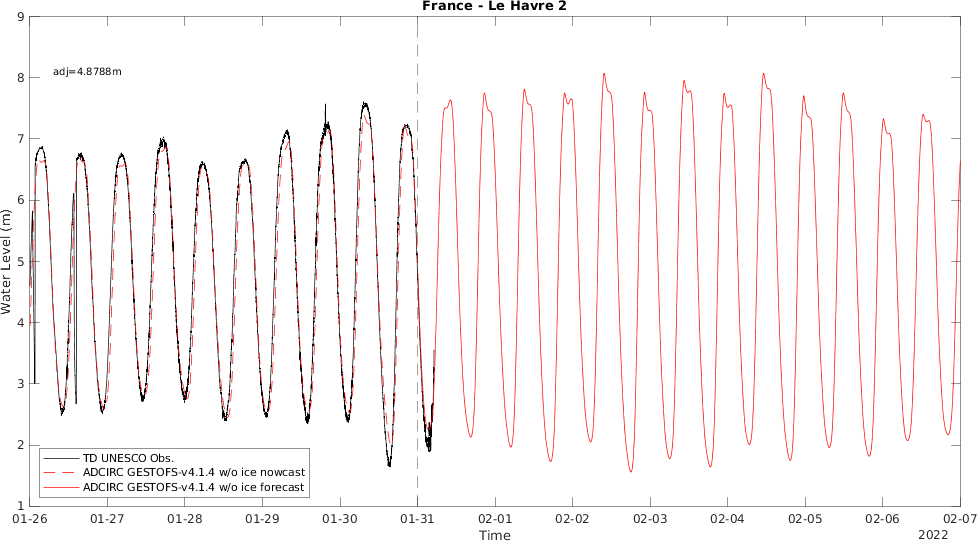 France - Le Havre 2
adj=4.8788m
9
8
7
6
5
4
3
2
1
Water Level (m)
TD UNESCO Obs.
ADCIRC GESTOFS-v4.1.4 w/o ice nowcast
ADCIRC GESTOFS-v4.1.4 w/o ice forecast
01-26 01-27 01-28 01-29 01-30 01-31 02-01 02-02 02-03 02-04 02-05 02-06 02-07
Time
2022